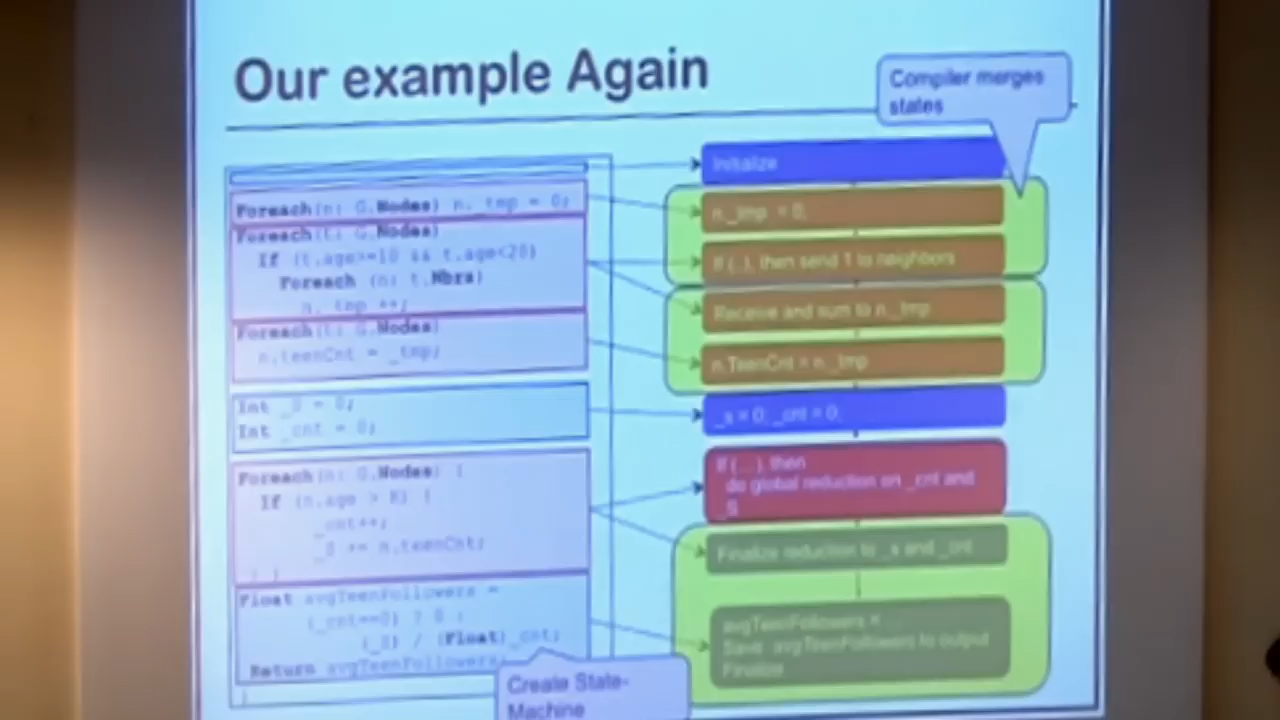 Our example Again
Compiler merges
states
Foreach(n: G.Nodes) n._tmp = 0;
Foreach(t: G.Nodes)
If (t.age>=10 && t.age<20)
Foreach (n: t.Nbrs)
n._tmp ++;
Foreach(t: G.Nodes)
n.teenCnt = _tmp;
Int _S = 0;
Int _cnt = 0;
Foreach(n: G.Nodes) {
If (n.age > K) {
_cnt++;
_S += n.teenCnt;
} }
Float avgTeenFollowers =
(_cnt==0) ? 0 :
(_S) / (Float)_cnt;
Return avgTeenFollowers;
}
Create State-
Machine
Initialize
n._tmp = 0;
If (..), then send 1 to neighbors
Receive and sum to n._tmp
n.TeenCnt = n._tmp
_s = 0; _cnt = 0;
If (...), then
do global reduction on _cnt and
_S
Finalize reduction to _s and _cnt
avgTeenFollowers = ...
Save avgTeenFollowers to output
Finalize